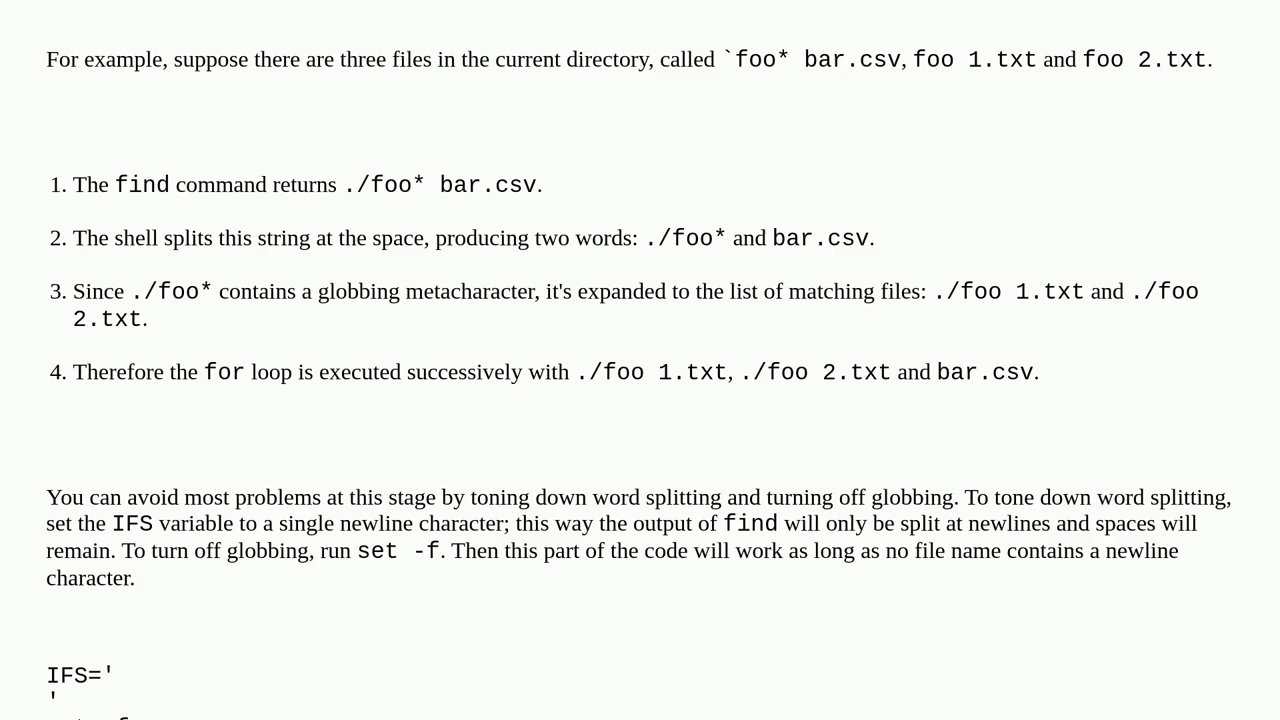 For example, suppose there are three files in the current directory, called `foo* bar.csv, foo 1.txt and foo 2.txt.
1. The find command returns ./foo* bar.csv.
2. The shell splits this string at the space, producing two words: ./foo* and bar.csv.
3. Since ./foo* contains a globbing metacharacter, it's expanded to the list of matching files: ./foo 1.txt and ./foo
2.txt.
4. Therefore the for loop is executed successively with ./foo 1.txt, ./foo 2.txt and bar.csv.
You can avoid most problems at this stage by toning down word splitting and turning off globbing. To tone down word splitting,
set the IFS variable to a single newline character; this way the output of find will only be split at newlines and spaces will
remain. To turn off globbing, run set -f. Then this part of the code will work as long as no file name contains a newline
character.
IFS='
'